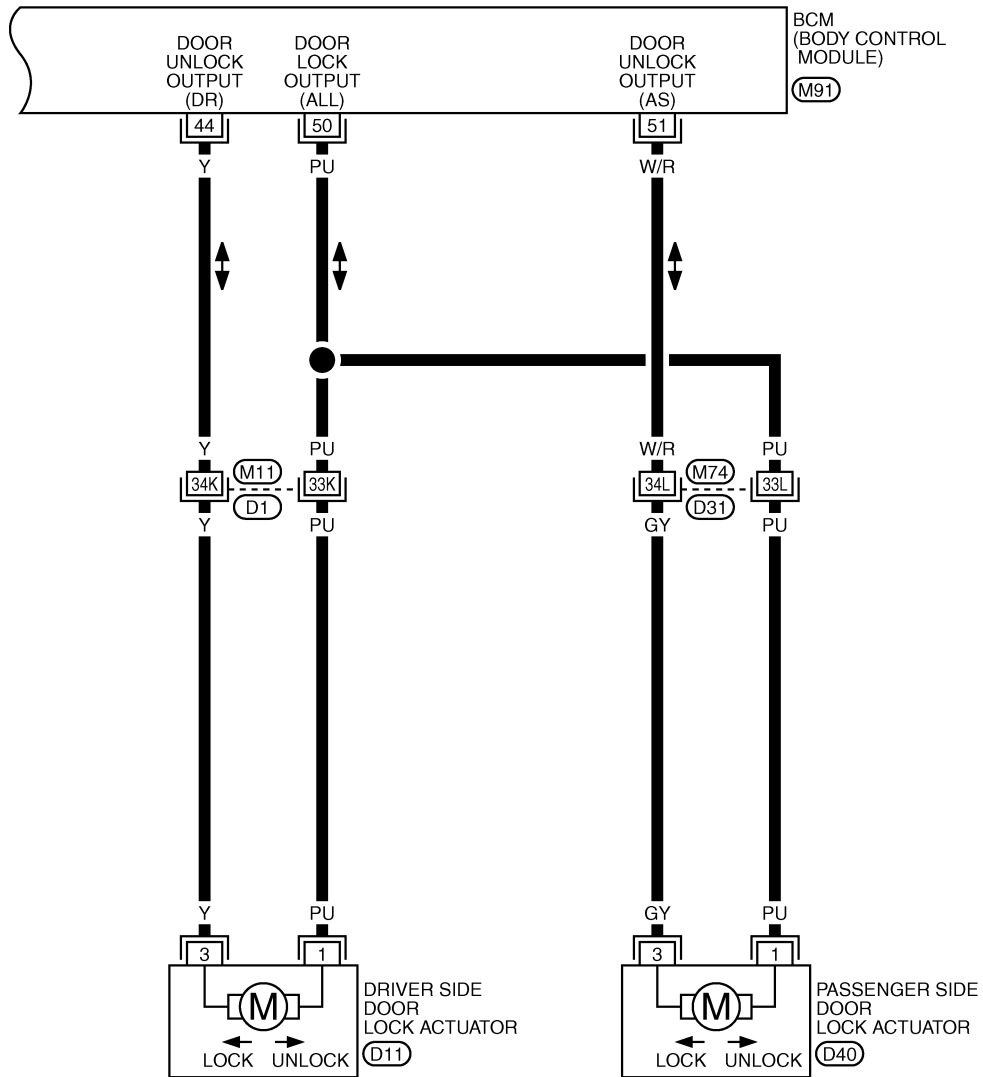 BCM
(BODY CONTROL
MODULE)
M91
DOOR
UNLOCK
OUTPUT
(DR)
DOOR
LOCK
OUTPUT
(ALL)
DOOR
UNLOCK
OUTPUT
(AS)
44
50
51
Y
PU
W/R
Y
PU
W/R
PU
34K
M11
D1
33K
34L
M74
D31
33L
Y
PU
GY
PU
Y
PU
GY
PU
3
1
3
1
M
LOCK
UNLOCK
DRIVER SIDE
DOOR
LOCK ACTUATOR
D11
M
LOCK
UNLOCK
PASSENGER SIDE
DOOR
LOCK ACTUATOR
D40